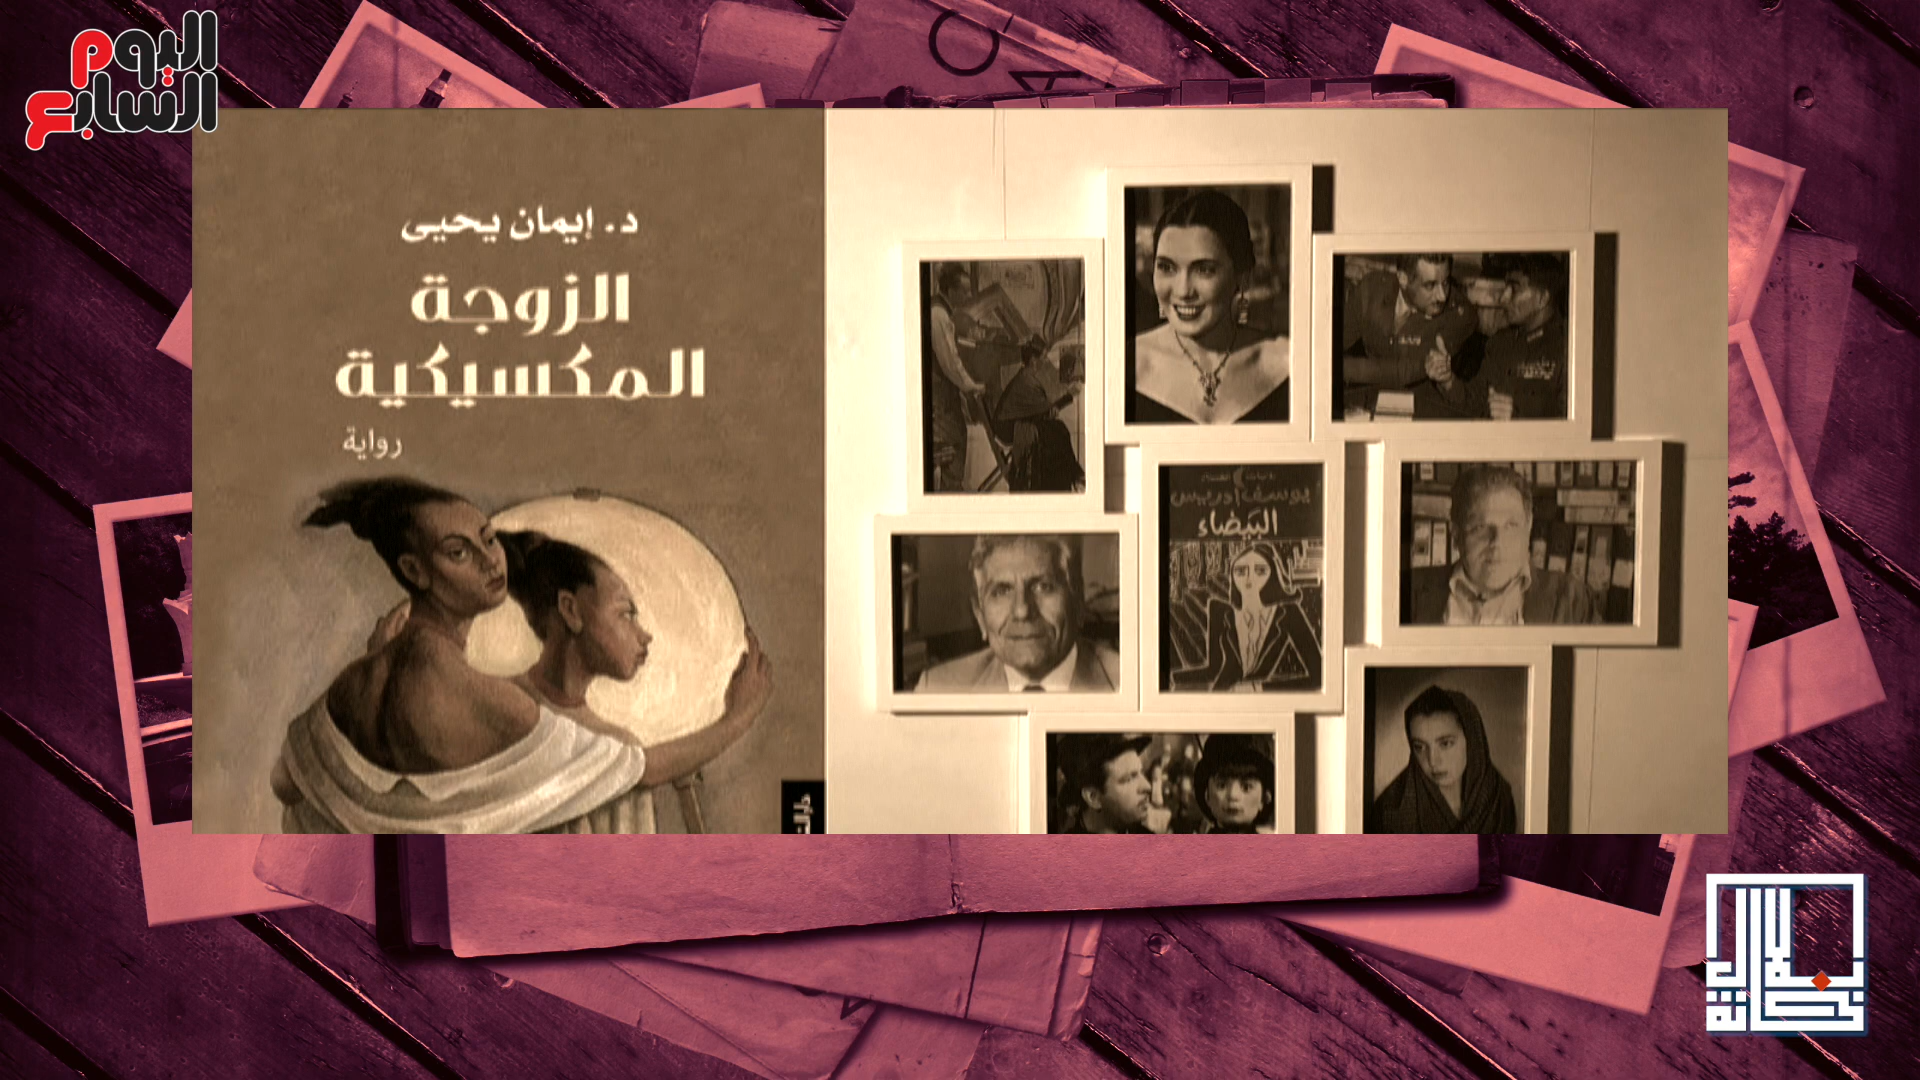 اليوم
السابع
د. إيمان يحيى
الزوجة
المكسيكية
رواية
يوسف إدريس
البيضاء